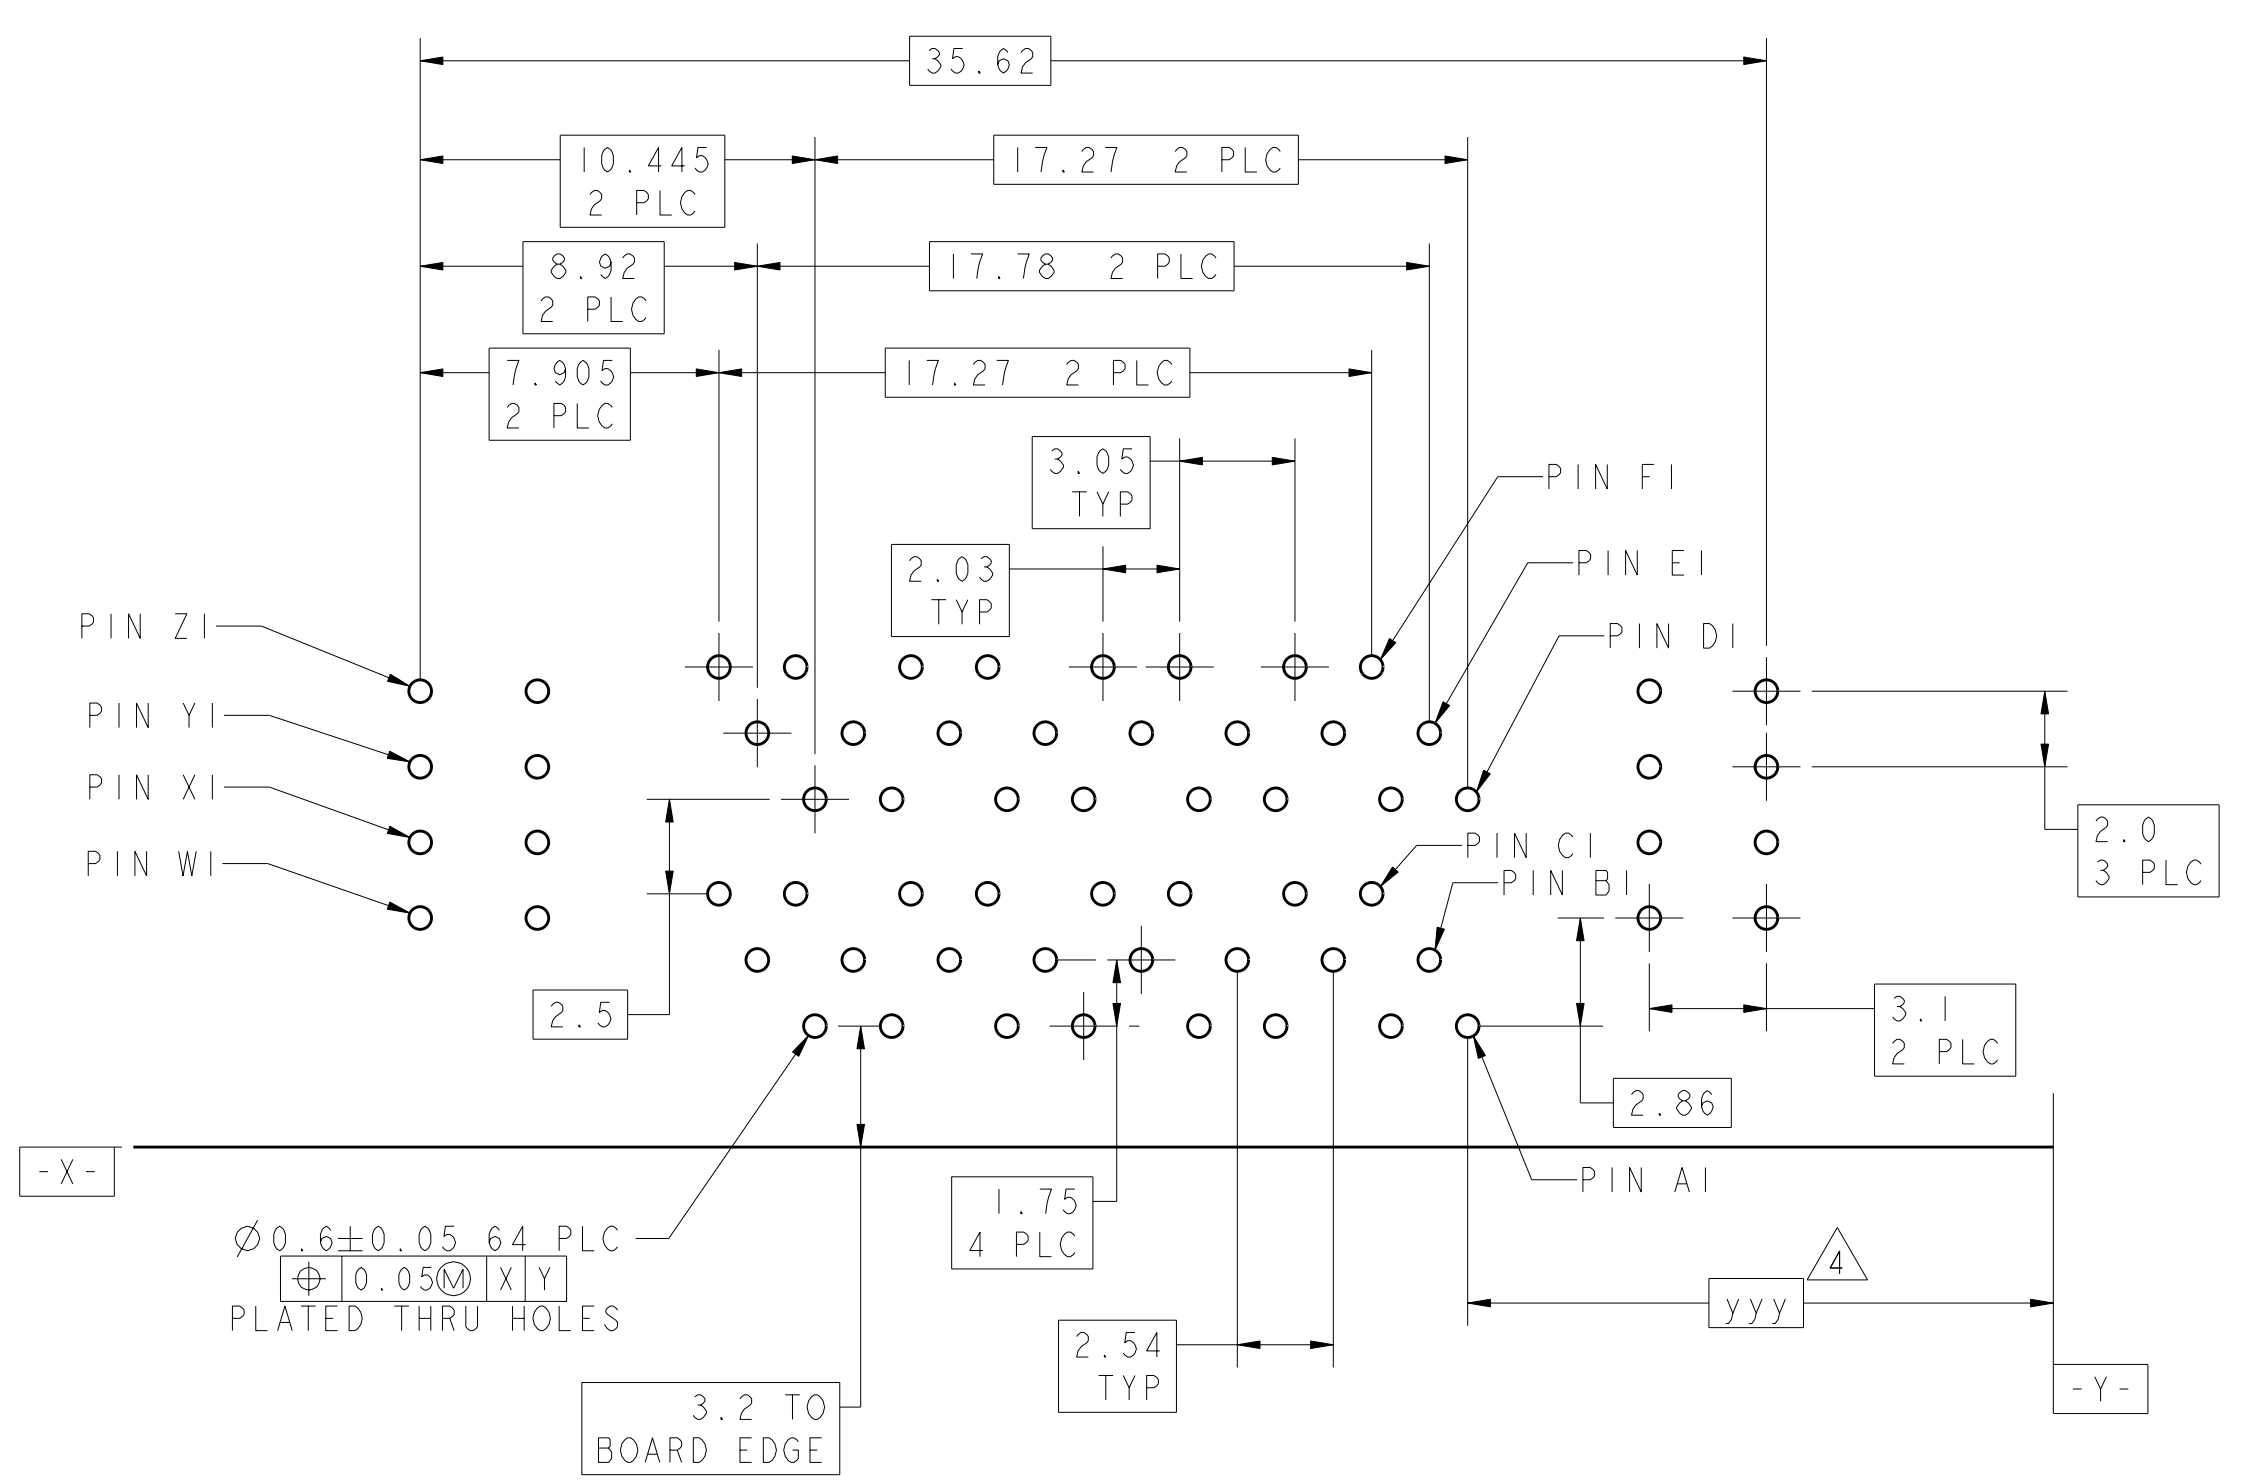 35.62
10.445
2 PLC
17.27 2 PLC
8.92
2 PLC
17.78 2 PLC
7.905
2 PLC
17.27 2 PLC
3.05
TYP
PIN F1
2.03
TYP
PIN E1
PIN Z1
PIN D1
PIN Y1
PIN X1
2.0
3 PLC
PIN C1
PIN W1
PIN B1
2.5
3.1
2 PLC
2.86
-X-
PIN A1
1.75
4 PLC
Ø0.6±0.05 64 PLC
⌖ 0.05Ⓜ X Y
PLATED THRU HOLES
4
yyy
2.54
TYP
-Y-
3.2 TO
BOARD EDGE